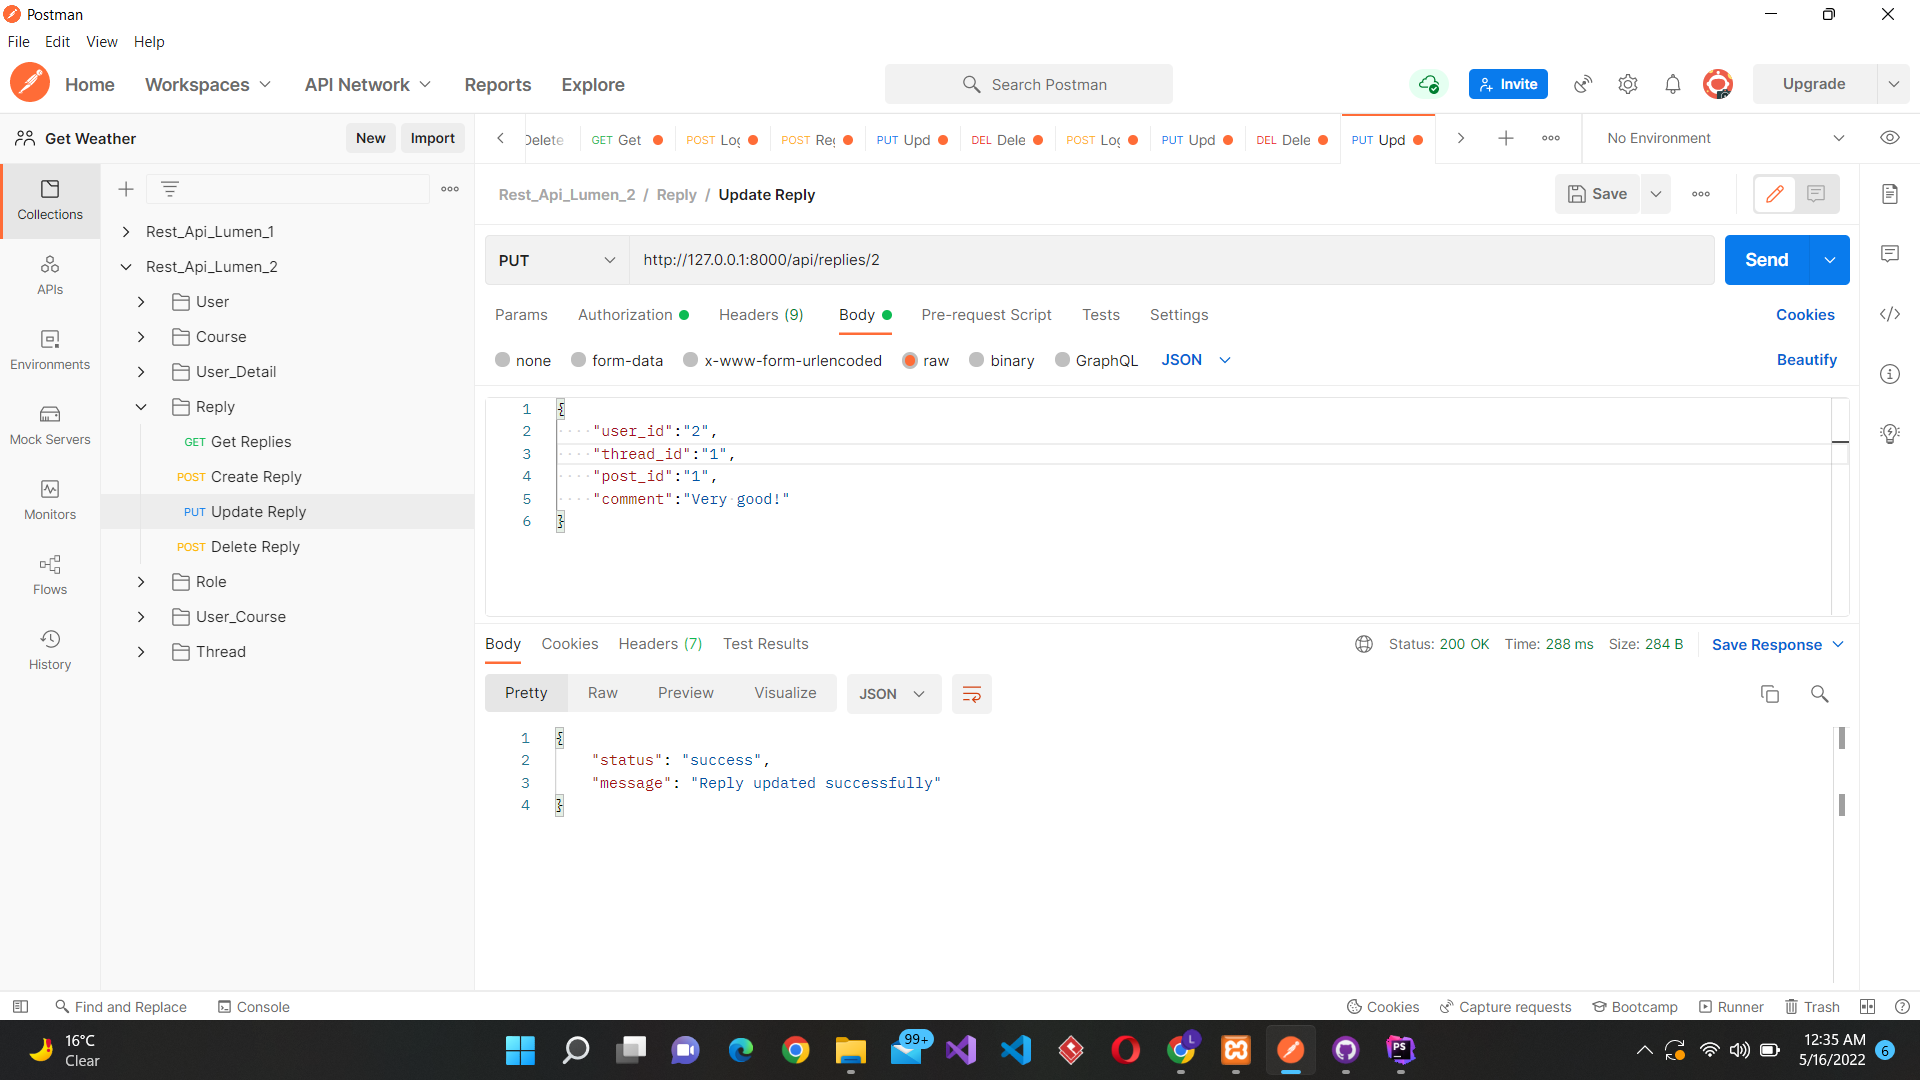 Postman
File Edit View Help
Home Workspaces API Network Reports Explore Search Postman Invite Upgrade
Get Weather New Import Delete GET Get POST Log POST Reg PUT Upd DEL Dele POST Log PUT Upd DEL Dele PUT Upd No Environment
Collections
APIs
Environments
Mock Servers
Monitors
Flows
History
Rest_Api_Lumen_1
Rest_Api_Lumen_2
User
Course
User_Detail
Reply
GET Get Replies
POST Create Reply
PUT Update Reply
POST Delete Reply
Role
User_Course
Thread
Rest_Api_Lumen_2 / Reply / Update Reply Save
PUT http://127.0.0.1:8000/api/replies/2 Send
Params Authorization Headers (9) Body Pre-request Script Tests Settings Cookies
none form-data x-www-form-urlencoded raw binary GraphQL JSON Beautify
1 {
2 "user_id":"2",
3 "thread_id":"1",
4 "post_id":"1",
5 "comment":"Very good!"
6 }
Body Cookies Headers (7) Test Results Status: 200 OK Time: 288 ms Size: 284 B Save Response
Pretty Raw Preview Visualize JSON
1 {
2 "status": "success",
3 "message": "Reply updated successfully"
4 }
Find and Replace Console Cookies Capture requests Bootcamp Runner Trash
16°C
Clear
99+
L
PS
12:35 AM
5/16/2022
6